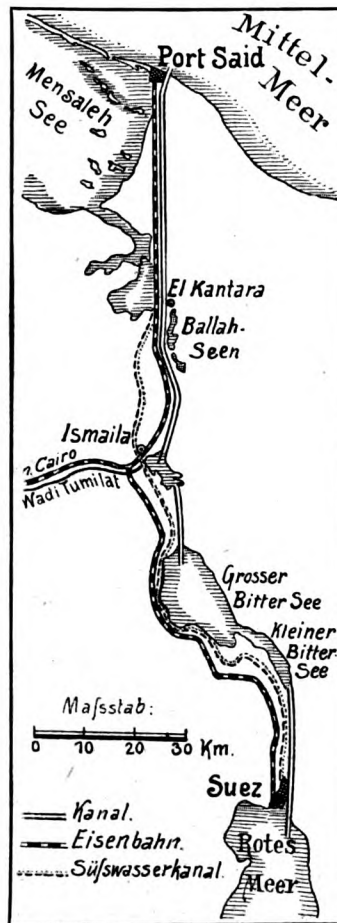 Port Said
Mittel-
Meer
Mensaleh
See
El Kantara
Ballah-
Seen
Ismaila
n. Cairo
Wadi Tumilat
Grosser
Bitter See
Kleiner
Bitter-
See
Maſsstab:
0 10 20 30 Km.
Suez
Kanal.
Eisenbahn.
Süſswasserkanal.
Rotes
Meer